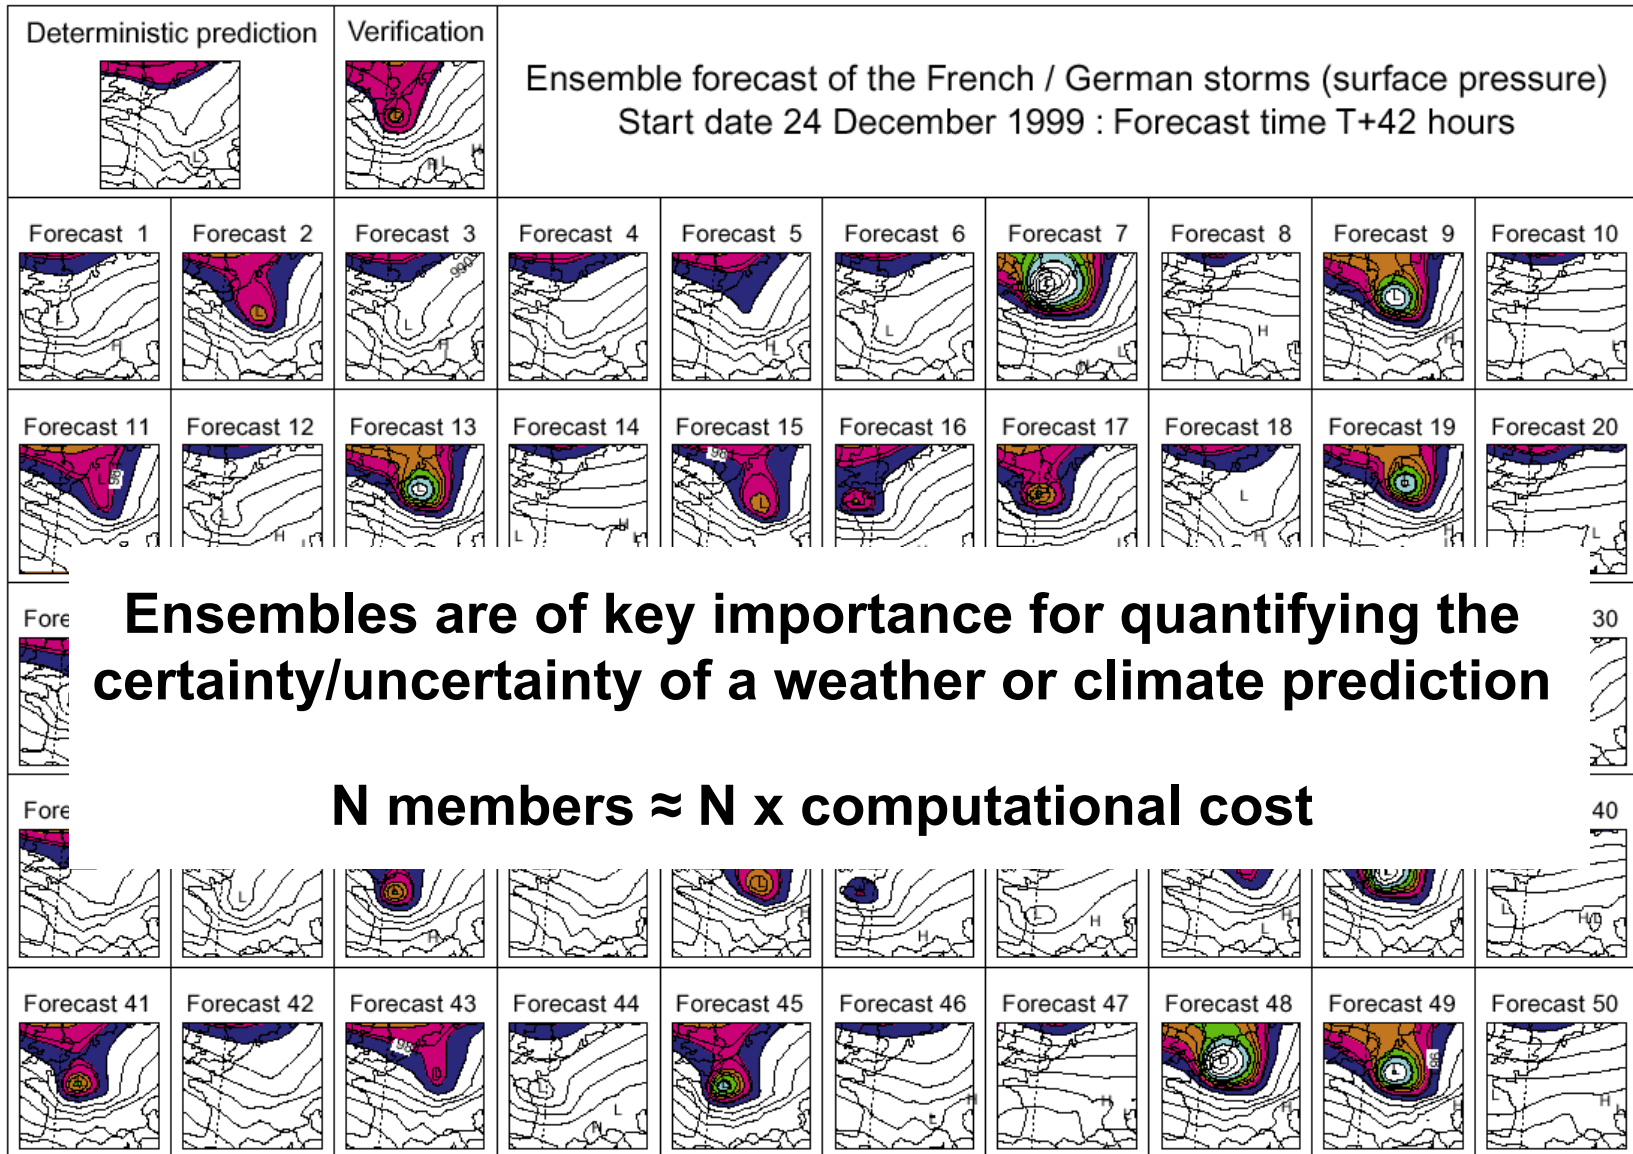 Deterministic prediction
Verification
Ensemble forecast of the French / German storms (surface pressure)
Start date 24 December 1999 : Forecast time T+42 hours
Forecast 1
Forecast 2
Forecast 3
Forecast 4
Forecast 5
Forecast 6
Forecast 7
Forecast 8
Forecast 9
Forecast 10
Forecast 11
Forecast 12
Forecast 13
Forecast 14
Forecast 15
Forecast 16
Forecast 17
Forecast 18
Forecast 19
Forecast 20
Fore
Ensembles are of key importance for quantifying the
30
certainty/uncertainty of a weather or climate prediction
Fore
N members ≈ N x computational cost
40
Forecast 41
Forecast 42
Forecast 43
Forecast 44
Forecast 45
Forecast 46
Forecast 47
Forecast 48
Forecast 49
Forecast 50